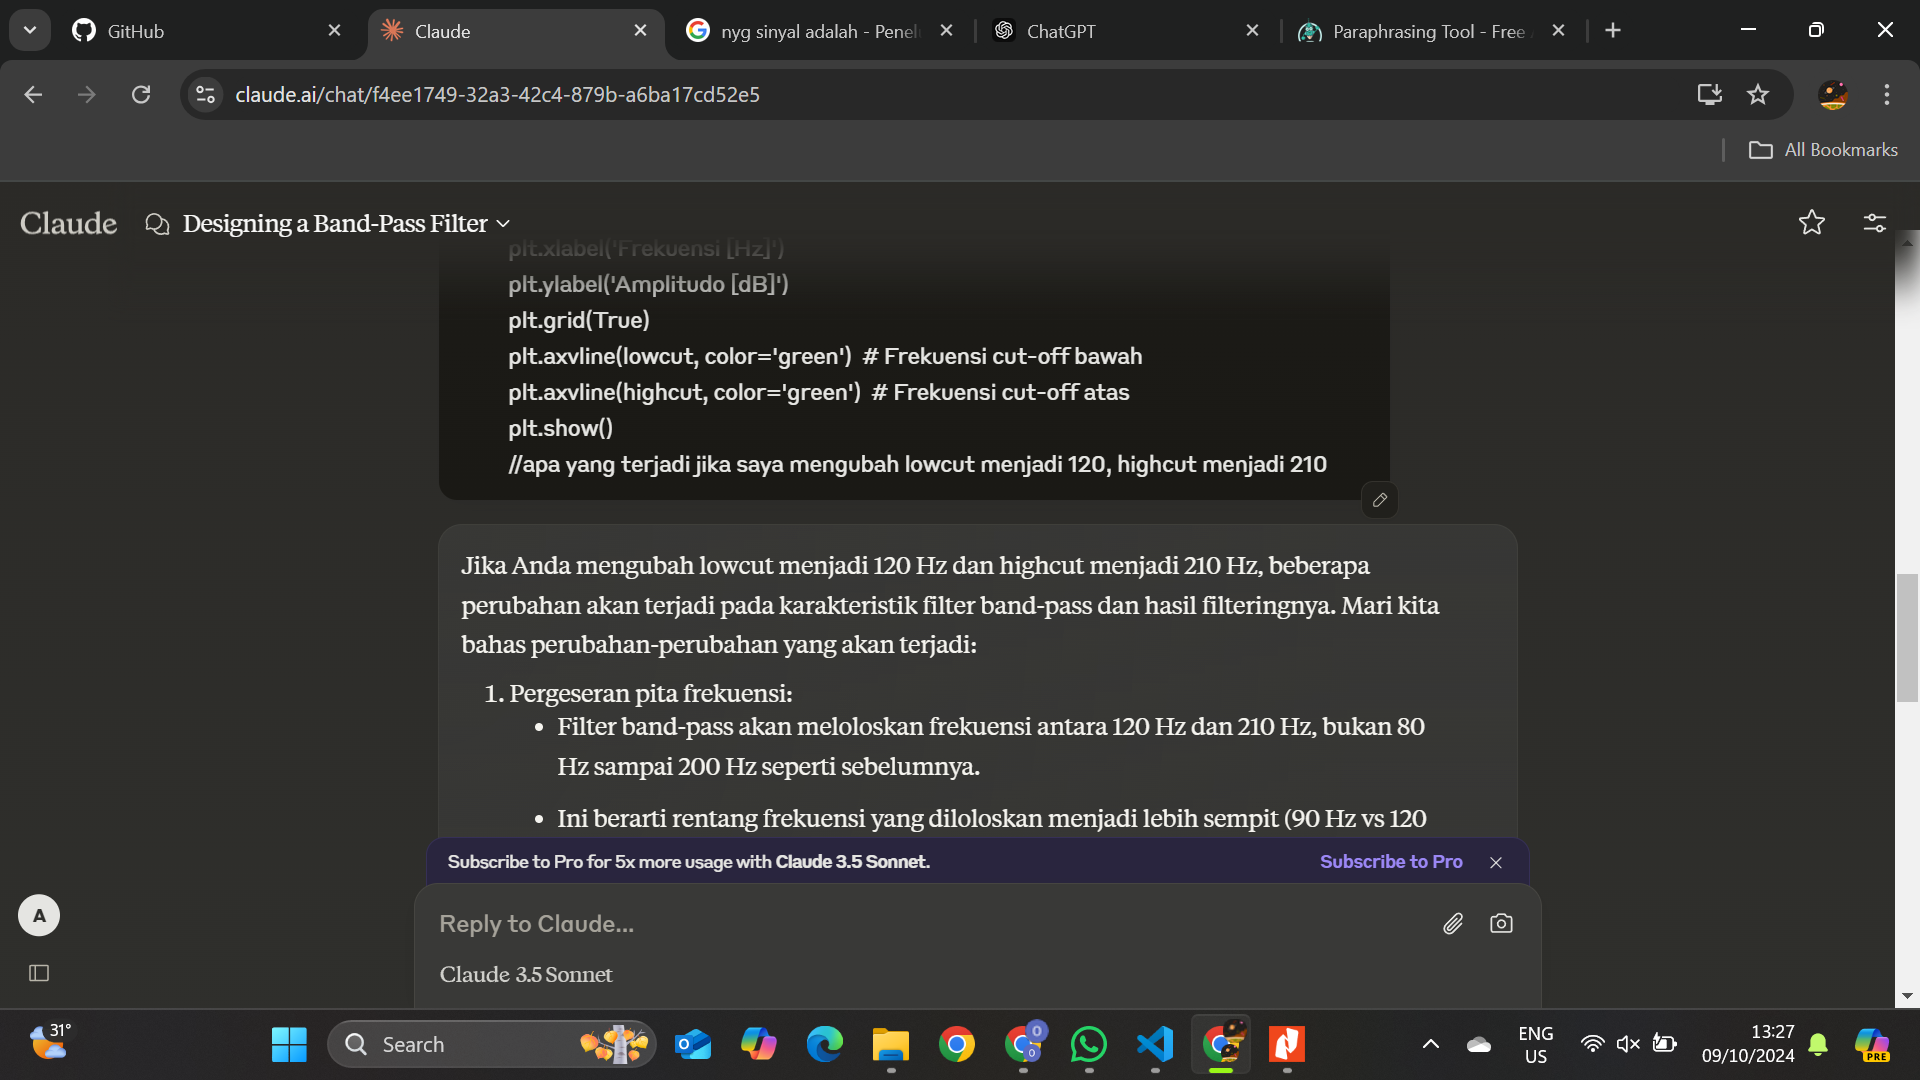 GitHub
Claude
nyg sinyal adalah - Penel
ChatGPT
Paraphrasing Tool - Free
claude.ai/chat/f4ee1749-32a3-42c4-879b-a6ba17cd52e5
All Bookmarks
Claude
Designing a Band-Pass Filter
plt.xlabel('Frekuensi [Hz]')
plt.ylabel('Amplitudo [dB]')
plt.grid(True)
plt.axvline(lowcut, color='green')  # Frekuensi cut-off bawah
plt.axvline(highcut, color='green')  # Frekuensi cut-off atas
plt.show()
//apa yang terjadi jika saya mengubah lowcut menjadi 120, highcut menjadi 210
Jika Anda mengubah lowcut menjadi 120 Hz dan highcut menjadi 210 Hz, beberapa
perubahan akan terjadi pada karakteristik filter band-pass dan hasil filteringnya. Mari kita
bahas perubahan-perubahan yang akan terjadi:
1. Pergeseran pita frekuensi:
• Filter band-pass akan meloloskan frekuensi antara 120 Hz dan 210 Hz, bukan 80
Hz sampai 200 Hz seperti sebelumnya.
• Ini berarti rentang frekuensi yang diloloskan menjadi lebih sempit (90 Hz vs 120
Subscribe to Pro for 5x more usage with Claude 3.5 Sonnet.
Subscribe to Pro
A
Reply to Claude...
Claude 3.5 Sonnet
31°
Search
0
0
PRE
ENG
US
13:27
09/10/2024